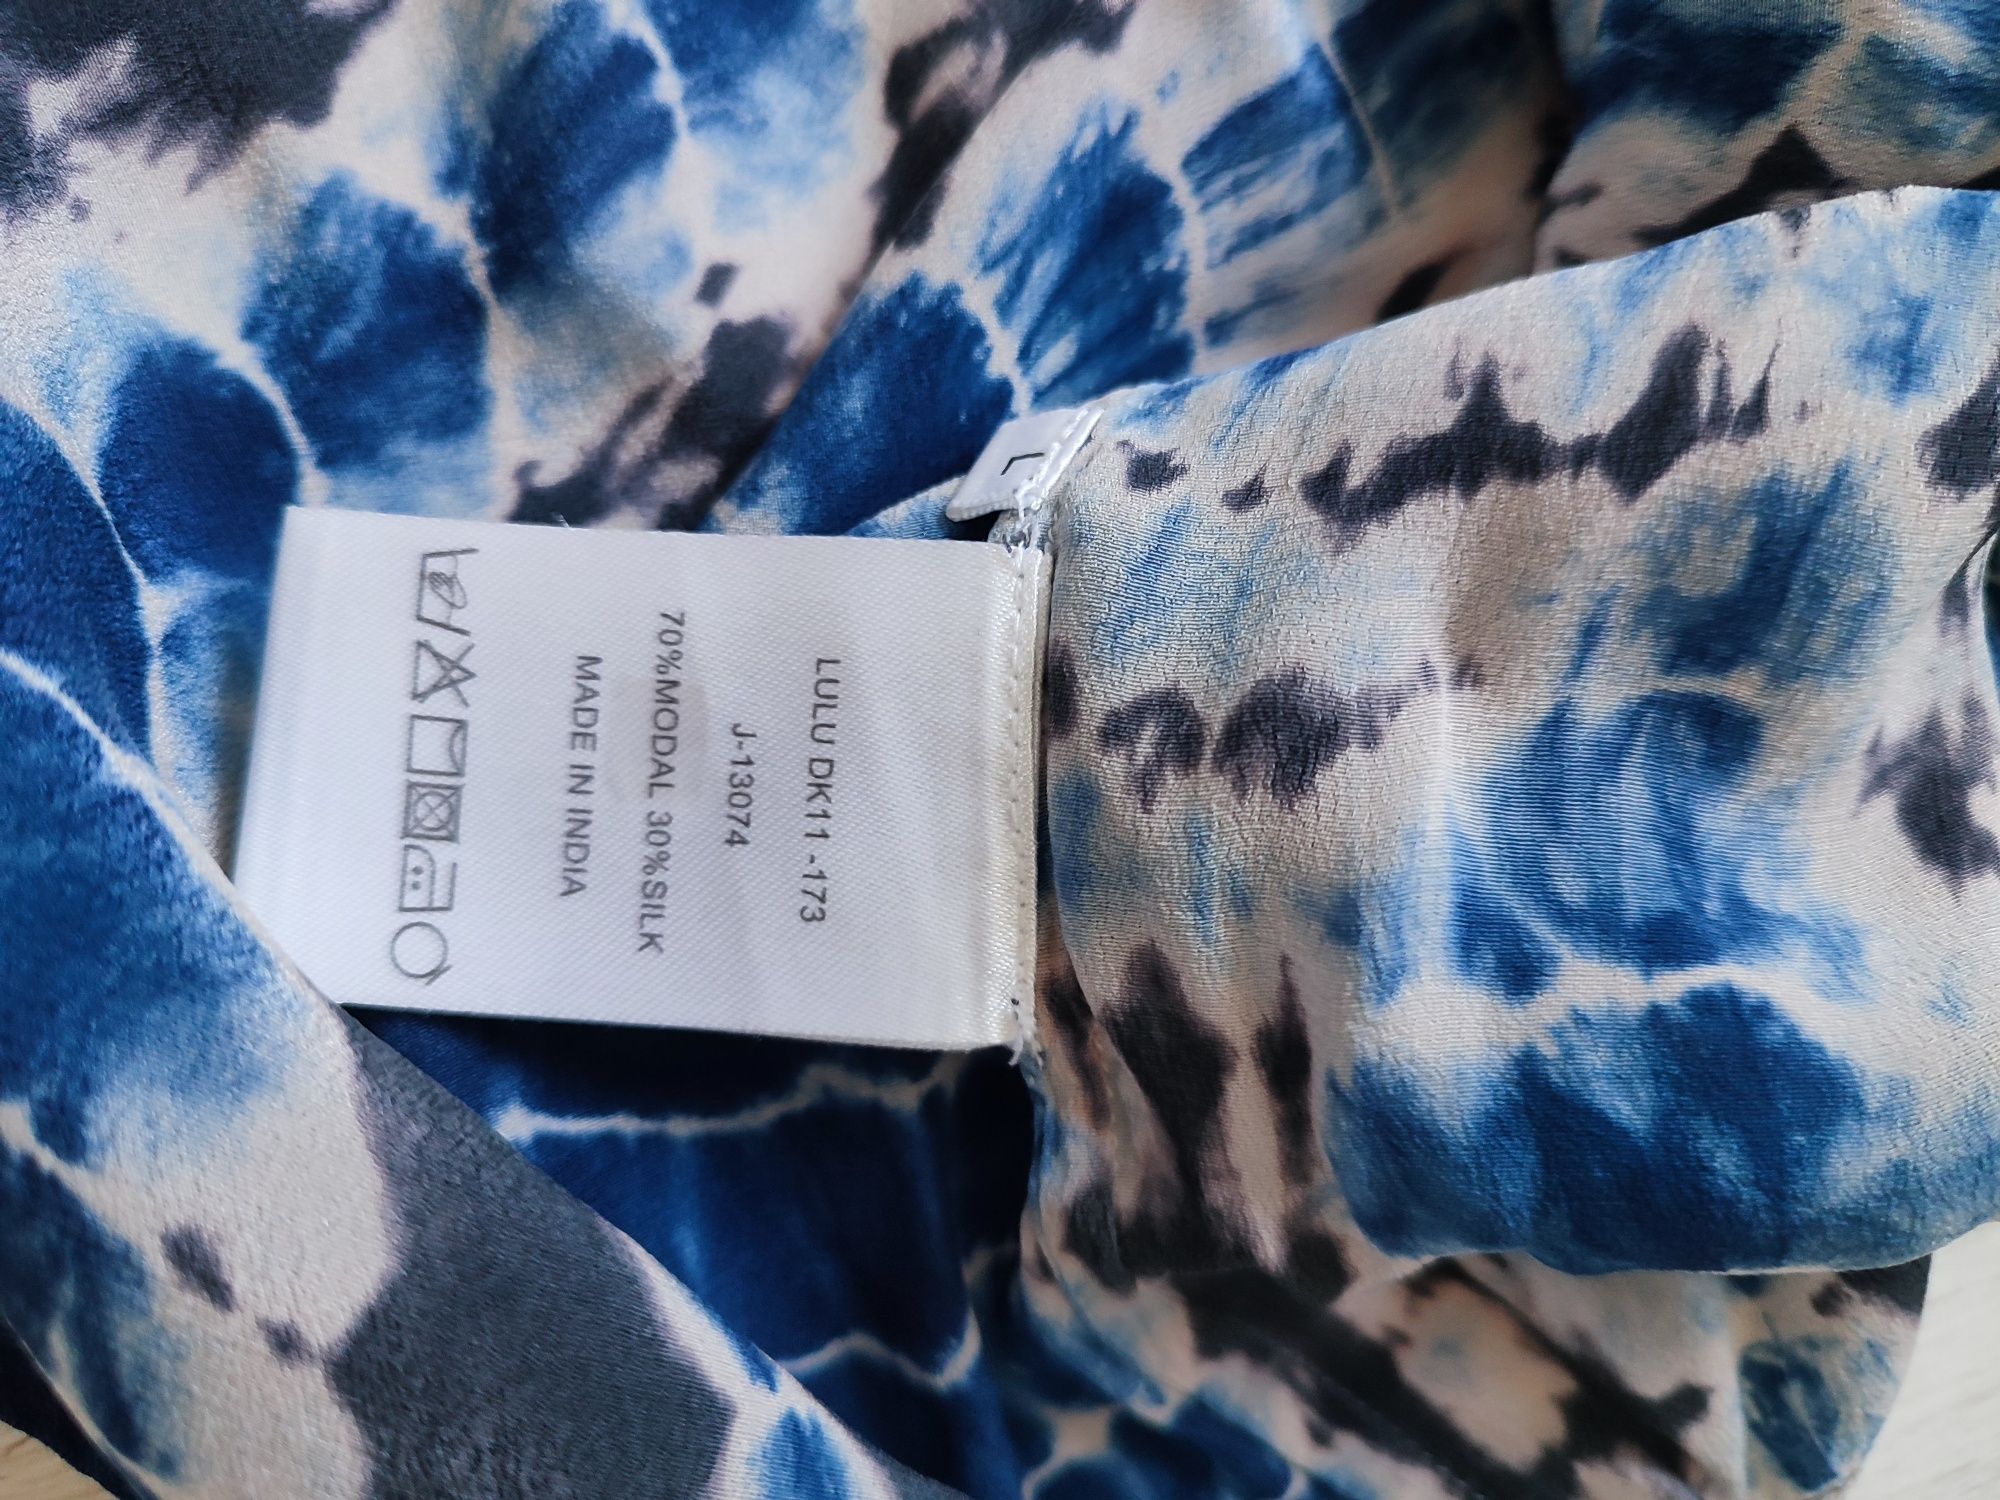 L
LULU DK11 -173
J-13074
70%MODAL 30%SILK
MADE IN INDIA